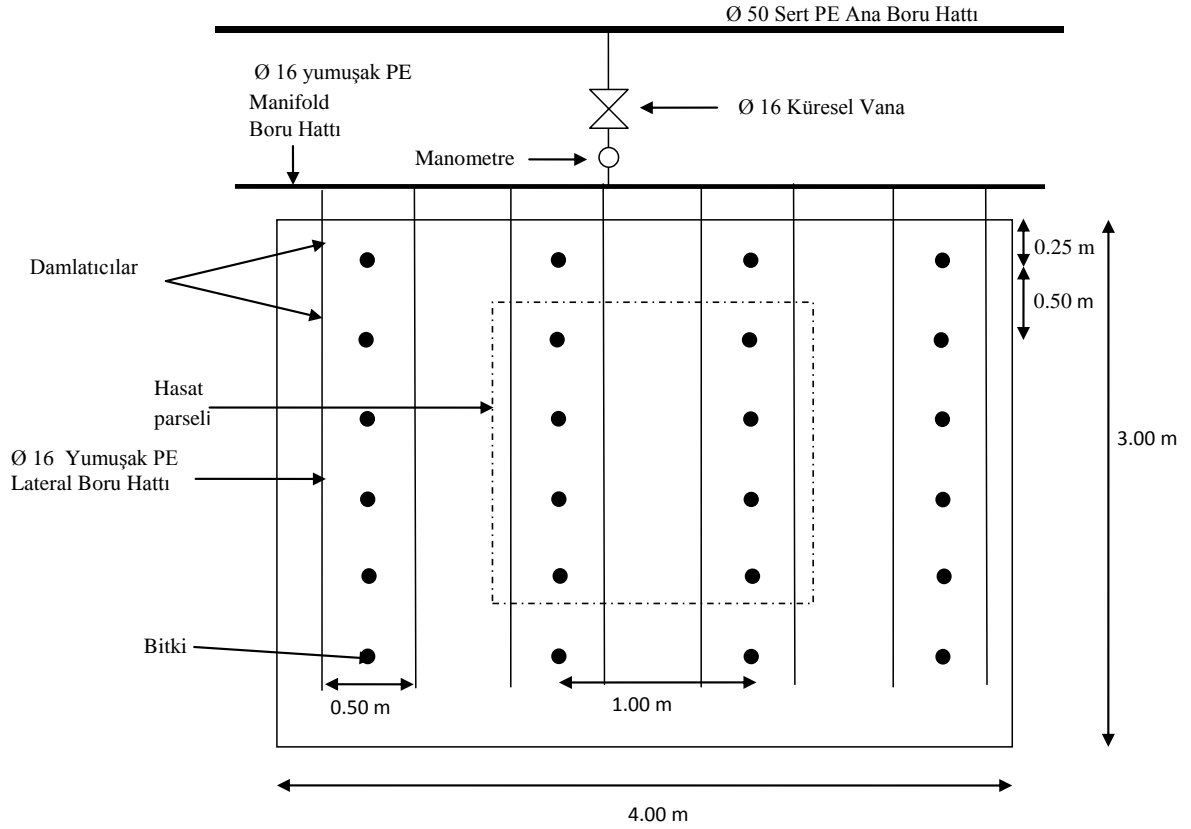 Ø 50 Sert PE Ana Boru Hattı
Ø 16 yumuşak PE
Manifold
Boru Hattı
Ø 16 Küresel Vana
Manometre
0.25 m
Damlatıcılar
0.50 m
Hasat
parseli
3.00 m
Ø 16 Yumuşak PE
Lateral Boru Hattı
Bitki
0.50 m
1.00 m
4.00 m